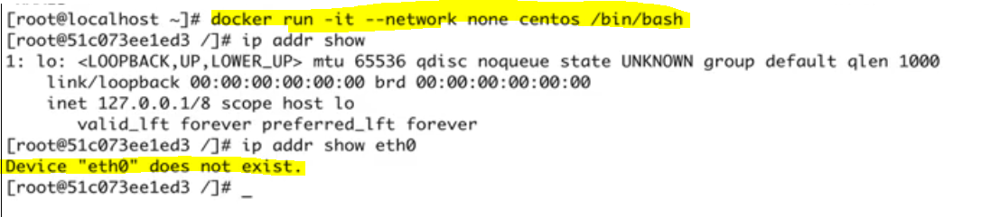 [root@localhost ~]# docker run -it --network none centos /bin/bash
[root@51c073ee1ed3 /]# ip addr show
1: lo: <LOOPBACK,UP,LOWER_UP> mtu 65536 qdisc noqueue state UNKNOWN group default qlen 1000
    link/loopback 00:00:00:00:00:00 brd 00:00:00:00:00:00
    inet 127.0.0.1/8 scope host lo
       valid_lft forever preferred_lft forever
[root@51c073ee1ed3 /]# ip addr show eth0
Device "eth0" does not exist.
[root@51c073ee1ed3 /]# _